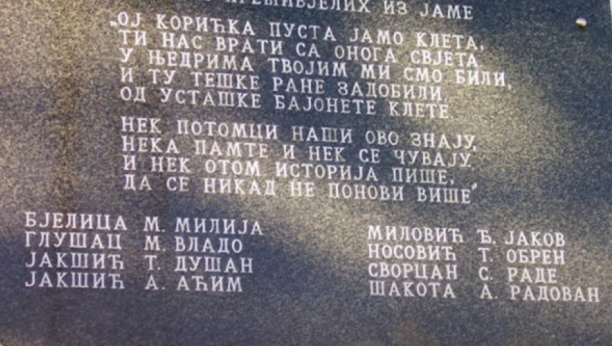 ПРЕЖИВЈЕЛИХ ИЗ ЈАМЕ
„ОЈ КОРИЋКА ПУСТА ЈАМО КЛЕТА,
ТИ НАС ВРАТИ СА ОНОГА СВЈЕТА
У ЊЕДРИМА ТВОЈИМ МИ СМО БИЛИ,
И ТУ ТЕШКЕ РАНЕ ЗАДОБИЛИ,
ОД УСТАШКЕ БАЈОНЕТЕ КЛЕТЕ.
НЕК ПОТОМЦИ НАШИ ОВО ЗНАЈУ,
НЕКА ПАМТЕ И НЕК СЕ ЧУВАЈУ.
И НЕК ОТОМ ИСТОРИЈА ПИШЕ,
ДА СЕ НИКАД НЕ ПОНОВИ ВИШЕ"
БЈЕЛИЦА М. МИЛИЈА
ГЛУШАЦ М. ВЛАДО
ЈАКШИЋ Т. ДУШАН
ЈАКШИЋ А. АЋИМ
МИЛОВИЋ Ђ. ЈАКОВ
НОСОВИЋ Т. ОБРЕН
СВОРЦАН С. РАДЕ
ШАКОТА А. РАДОВАН